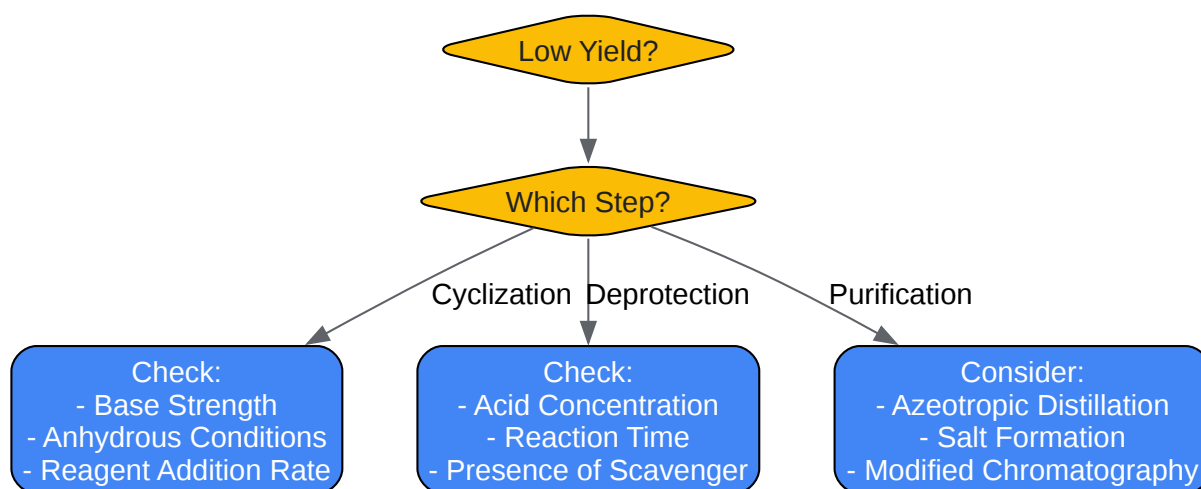 Low Yield?
Which Step?
Cyclization
Deprotection
Purification
Check:
- Base Strength
- Anhydrous Conditions
- Reagent Addition Rate
Check:
- Acid Concentration
- Reaction Time
- Presence of Scavenger
Consider:
- Azeotropic Distillation
- Salt Formation
- Modified Chromatography